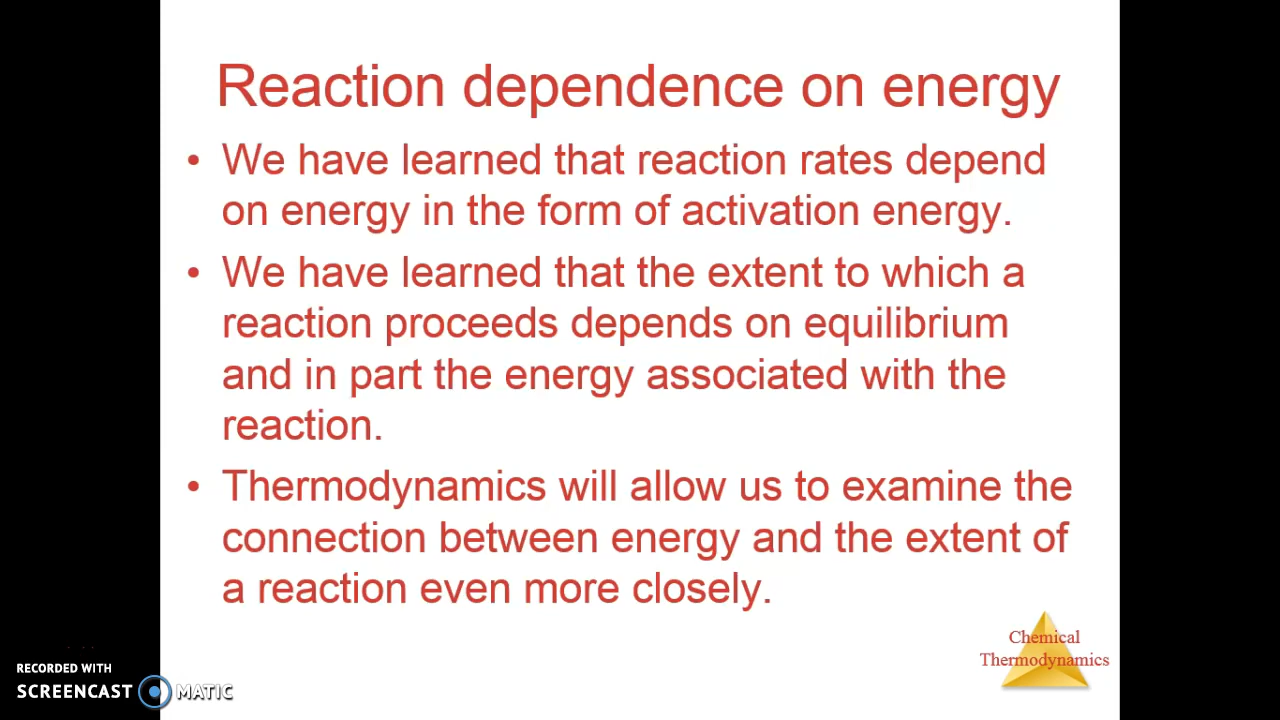 Reaction dependence on energy
• We have learned that reaction rates depend
on energy in the form of activation energy.
• We have learned that the extent to which a
reaction proceeds depends on equilibrium
and in part the energy associated with the
reaction.
• Thermodynamics will allow us to examine the
connection between energy and the extent of
a reaction even more closely.
Chemical
Thermodynamics
RECORDED WITH
SCREENCAST MATIC